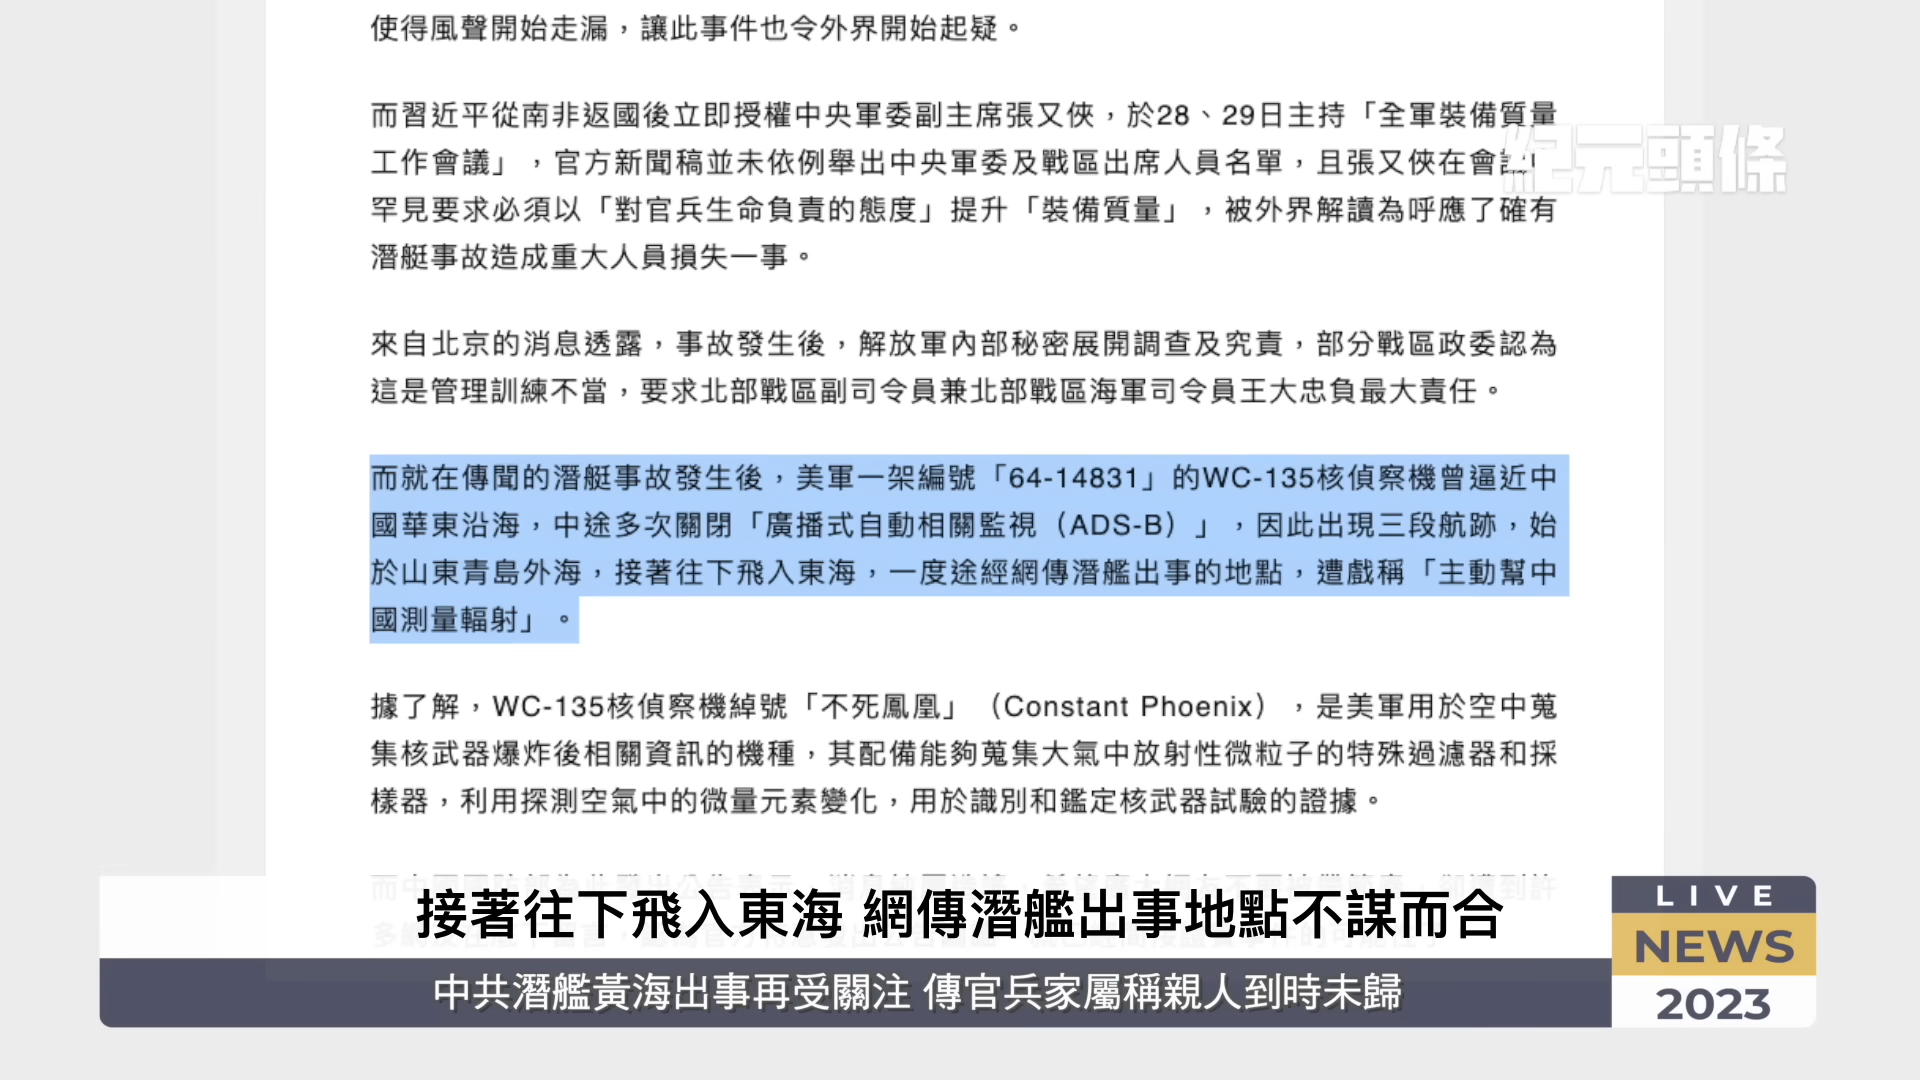 使得風聲開始走漏，讓此事件也令外界開始起疑。
而習近平從南非返國後立即授權中央軍委副主席張又俠，於28、29日主持「全軍裝備質量
工作會議」，官方新聞稿並未依例舉出中央軍委及戰區出席人員名單，且張又俠在會議
罕見要求必須以「對官兵生命負責的態度」提升「裝備質量」，被外界解讀為呼應了確有
潛艇事故造成重大人員損失一事。
紀元頭條
來自北京的消息透露，事故發生後，解放軍內部秘密展開調查及究責，部分戰區政委認為
這是管理訓練不當，要求北部戰區副司令員兼北部戰區海軍司令員王大忠負最大責任。
而就在傳聞的潛艇事故發生後，美軍一架編號「64-14831」的WC-135核偵察機曾逼近中
國華東沿海，中途多次關閉「廣播式自動相關監視（ADS-B）」，因此出現三段航跡，始
於山東青島外海，接著往下飛入東海，一度途經網傳潛艦出事的地點，遭戲稱「主動幫中
國測量輻射」。
據了解，WC-135核偵察機綽號「不死鳳凰」（Constant Phoenix），是美軍用於空中蒐
集核武器爆炸後相關資訊的機種，其配備能夠蒐集大氣中放射性微粒子的特殊過濾器和採
樣器，利用探測空氣中的微量元素變化，用於識別和鑑定核武器試驗的證據。
接著往下飛入東海 網傳潛艦出事地點不謀而合
中共潛艦黃海出事再受關注 傳官兵家屬稱親人到時未歸
LIVE
NEWS
2023